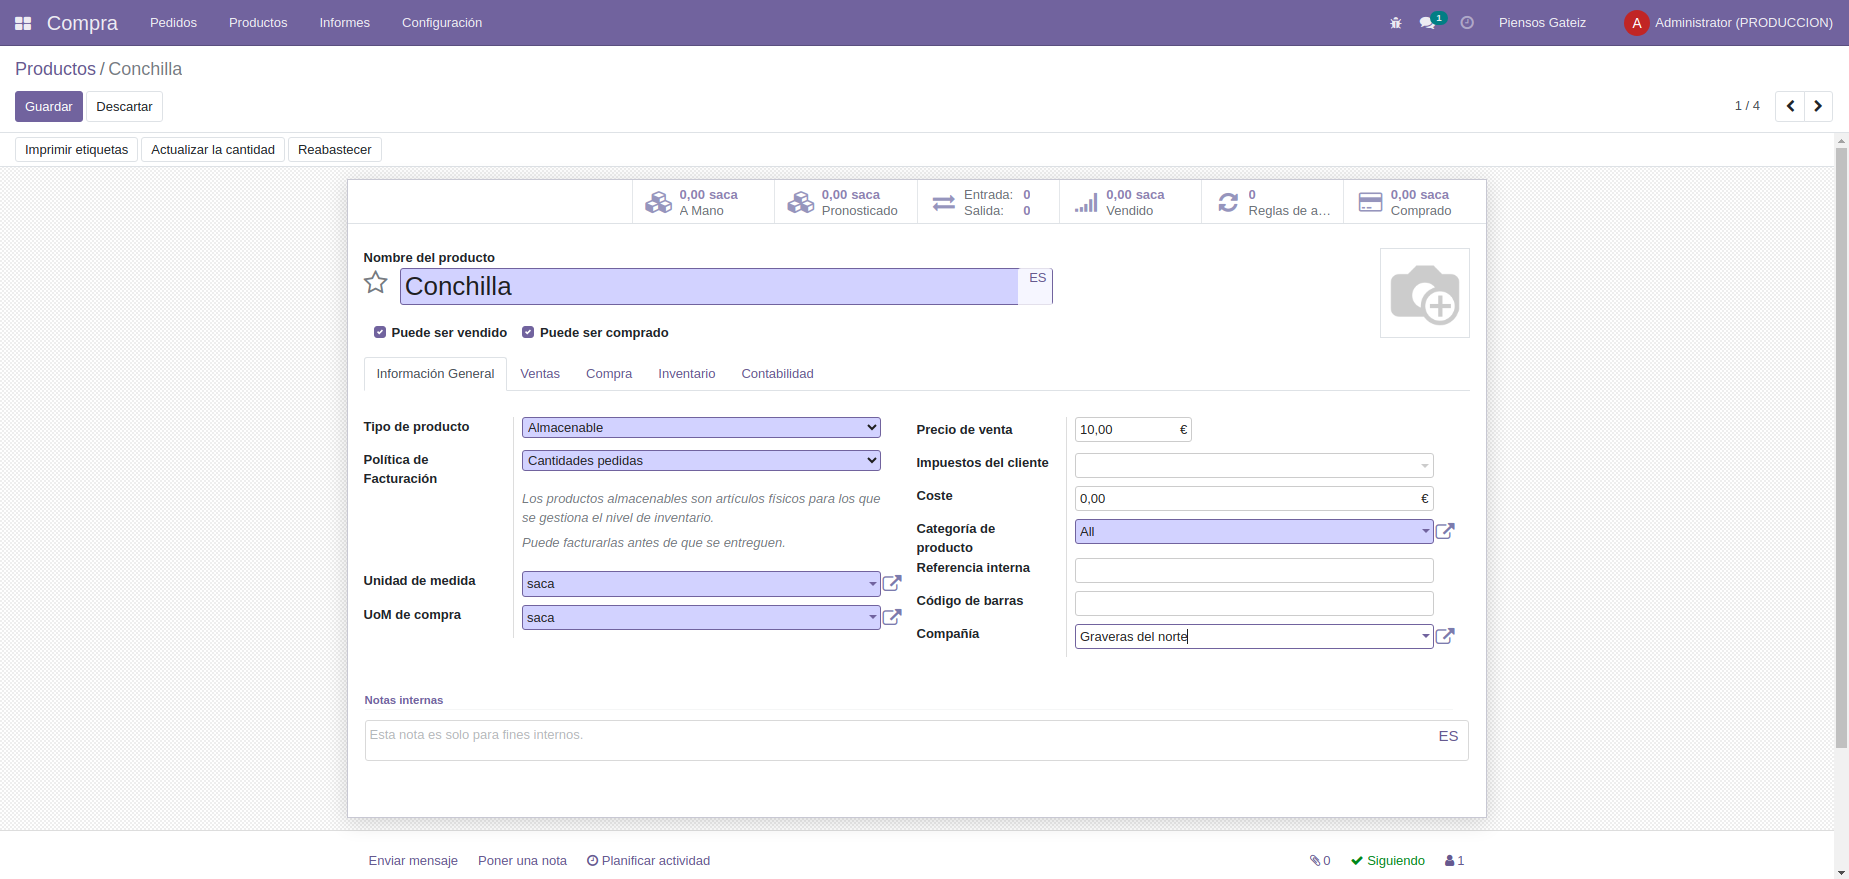 Compra Pedidos Productos Informes Configuración 1 Piensos Gateiz A Administrator (PRODUCCION)
Productos / Conchilla
Guardar Descartar 1 / 4
Imprimir etiquetas Actualizar la cantidad Reabastecer
0,00 saca 0,00 saca Entrada: 0 0,00 saca 0 0,00 saca
A Mano Pronosticado Salida: 0 Vendido Reglas de a… Comprado
Nombre del producto
Conchilla ES
Puede ser vendido Puede ser comprado
Información General Ventas Compra Inventario Contabilidad
Tipo de producto Almacenable
Política de Facturación Cantidades pedidas
Los productos almacenables son artículos físicos para los que
se gestiona el nivel de inventario.
Puede facturarlas antes de que se entreguen.
Unidad de medida saca
UoM de compra saca
Precio de venta 10,00 €
Impuestos del cliente
Coste 0,00 €
Categoría de producto All
Referencia interna
Código de barras
Compañía Graveras del norte
Notas internas
Esta nota es solo para fines internos. ES
Enviar mensaje Poner una nota Planificar actividad 0 Siguiendo 1